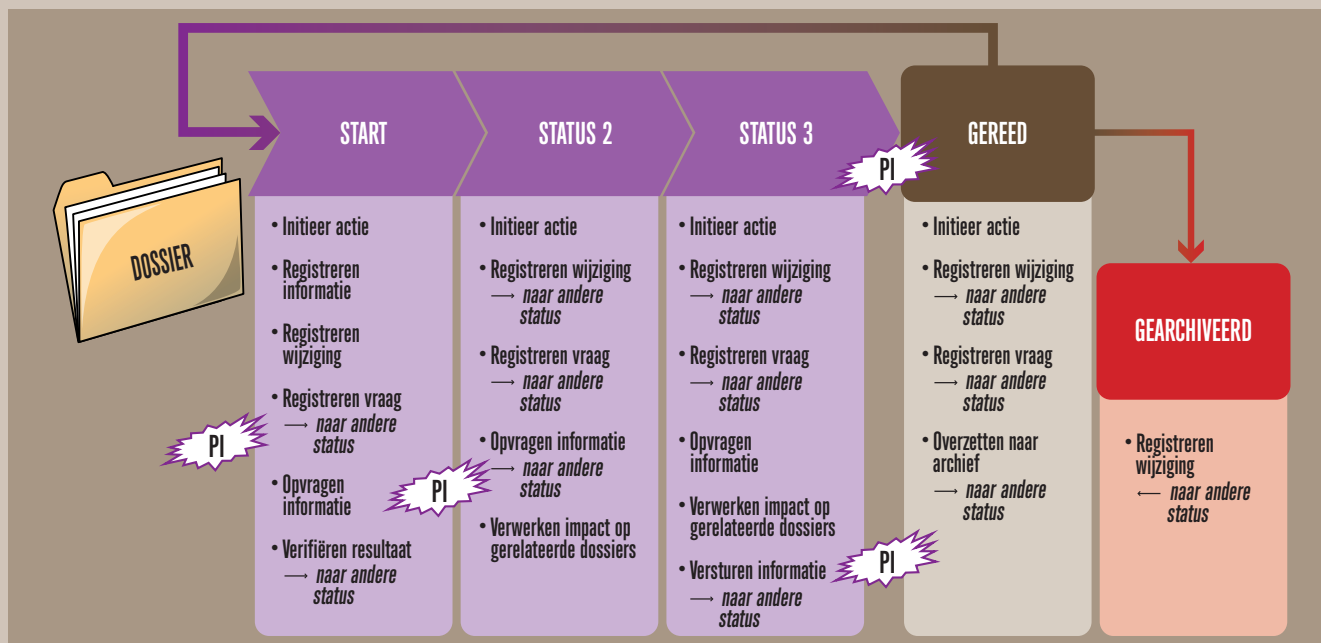 START
STATUS 2
STATUS 3
GEREED
PI
DOSSIER
• Initieer actie
• Registreren
informatie
• Registreren
wijziging
• Registreren vraag
→ naar andere
status
PI
• Opvragen
informatie
• Verifiëren resultaat
→ naar andere
status
• Initieer actie
• Registreren wijziging
→ naar andere
status
• Registreren vraag
→ naar andere
status
• Opvragen informatie
→ naar andere
status
PI
• Verwerken impact op
gerelateerde dossiers
• Initieer actie
• Registreren wijziging
→ naar andere
status
• Registreren vraag
→ naar andere
status
• Opvragen
informatie
• Verwerken impact op
gerelateerde dossiers
• Versturen informatie
→ naar andere
status
PI
• Initieer actie
• Registreren wijziging
→ naar andere
status
• Registreren vraag
→ naar andere
status
• Overzetten naar
archief
→ naar andere
status
GEARCHIVEERD
• Registreren
wijziging
← naar andere
status